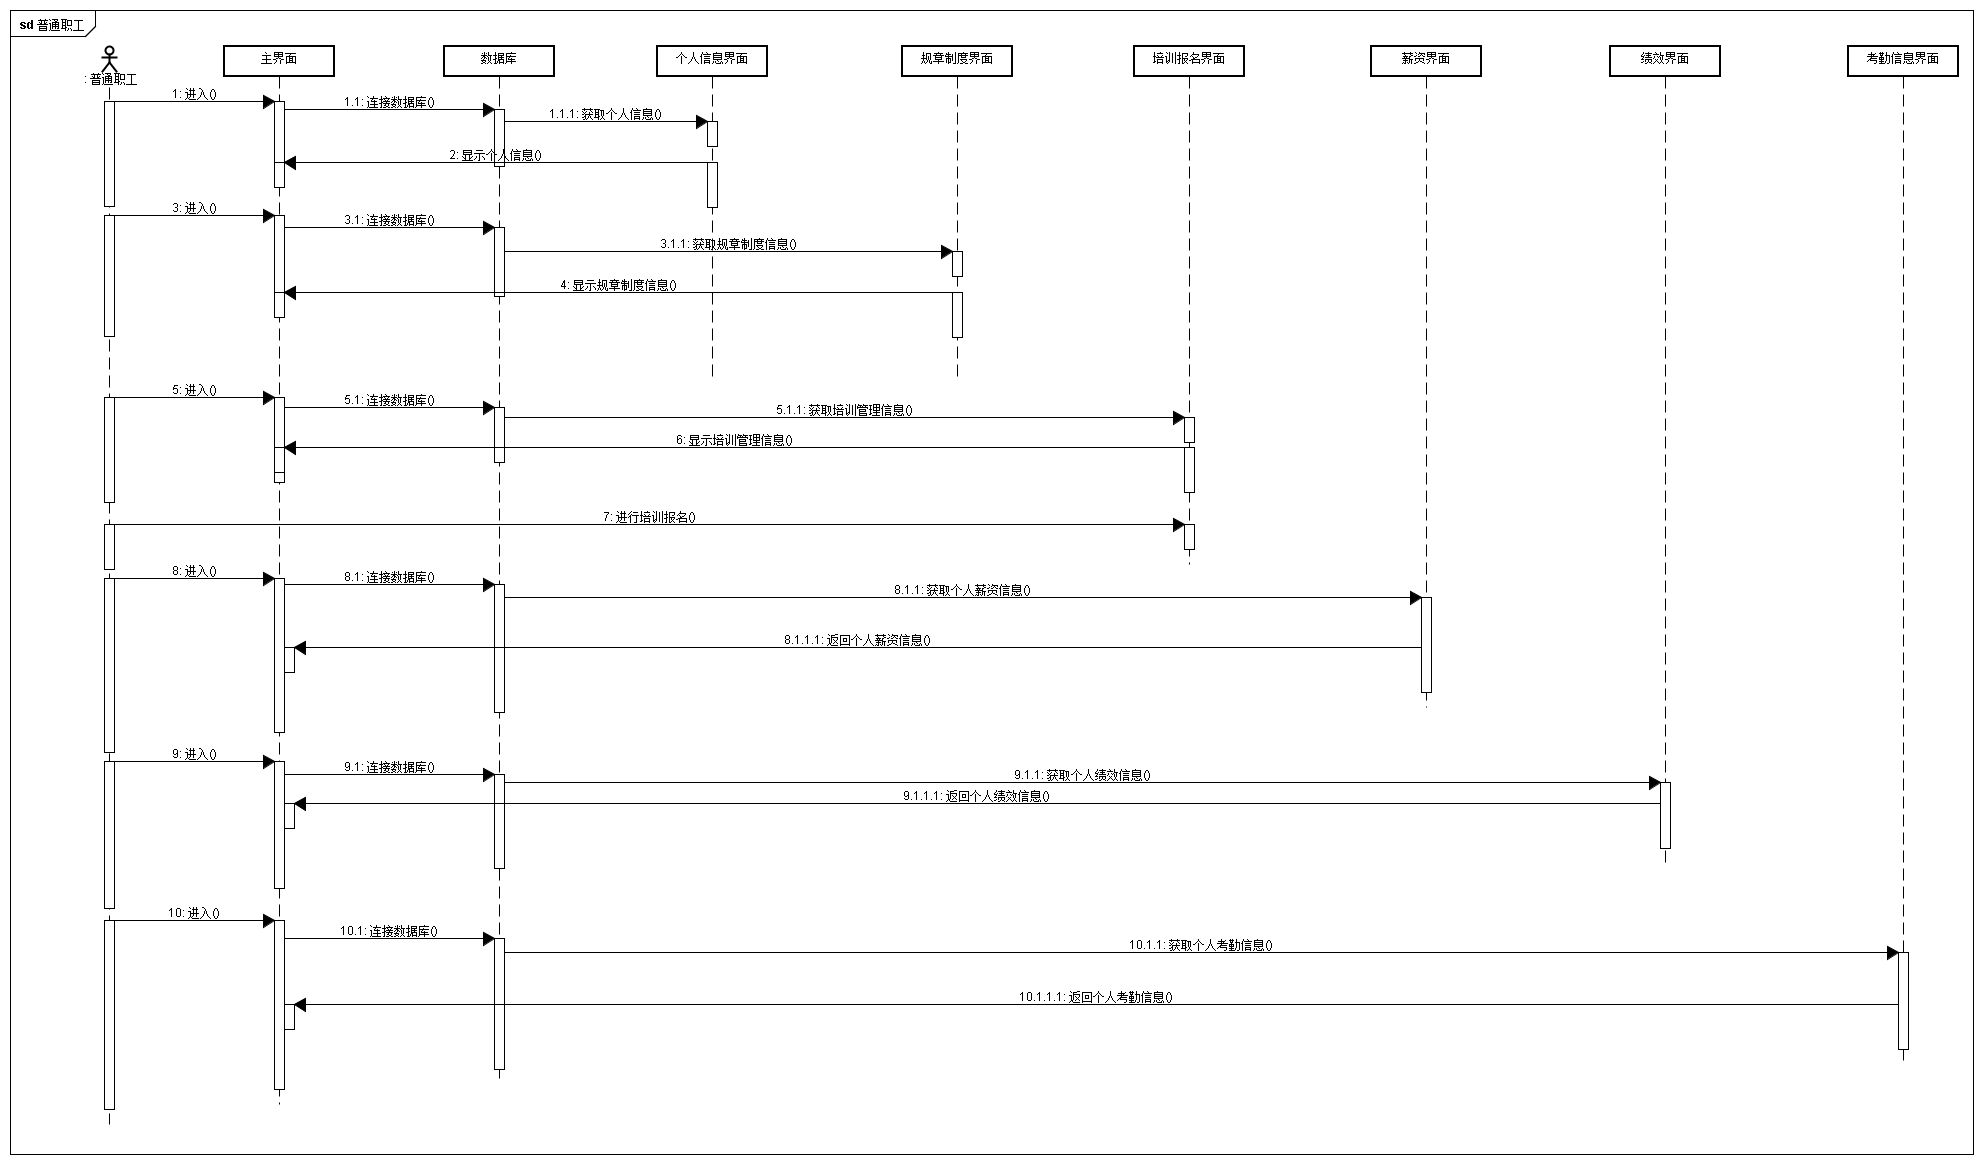 sd 普通职工
: 普通职工
主界面
数据库
个人信息界面
规章制度界面
培训报名界面
薪资界面
绩效界面
考勤信息界面
1: 进入()
1.1: 连接数据库()
1.1.1: 获取个人信息()
2: 显示个人信息()
3: 进入()
3.1: 连接数据库()
3.1.1: 获取规章制度信息()
4: 显示规章制度信息()
5: 进入()
5.1: 连接数据库()
5.1.1: 获取培训管理信息()
6: 显示培训管理信息()
7: 进行培训报名()
8: 进入()
8.1: 连接数据库()
8.1.1: 获取个人薪资信息()
8.1.1.1: 返回个人薪资信息()
9: 进入()
9.1: 连接数据库()
9.1.1: 获取个人绩效信息()
9.1.1.1: 返回个人绩效信息()
10: 进入()
10.1: 连接数据库()
10.1.1: 获取个人考勤信息()
10.1.1.1: 返回个人考勤信息()